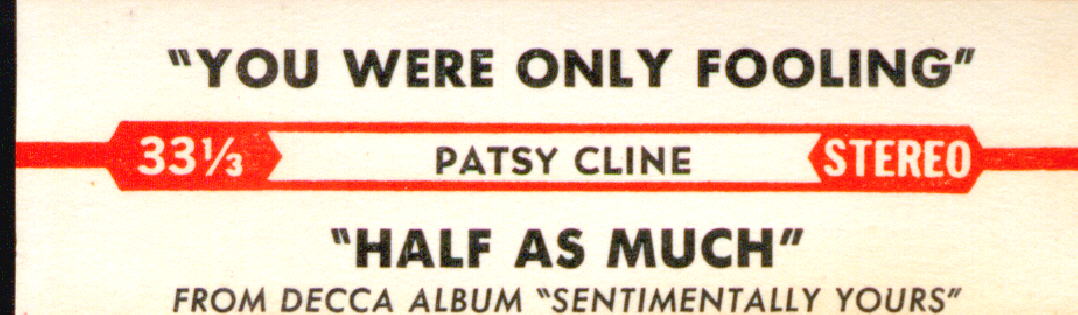 "YOU WERE ONLY FOOLING"
33⅓ PATSY CLINE STEREO
"HALF AS MUCH"
FROM DECCA ALBUM "SENTIMENTALLY YOURS"